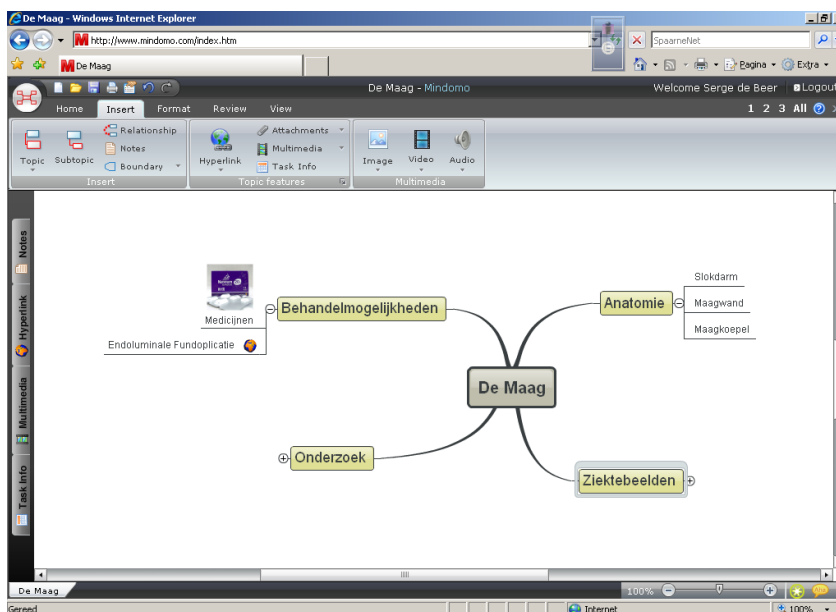 De Maag - Windows Internet Explorer
http://www.mindomo.com/index.htm
SpaarneNet
De Maag
Pagina
Extra
De Maag - Mindomo
Welcome Serge de Beer
Logout
Home Insert Format Review View
1 2 3 All
Topic
Subtopic
Relationship
Notes
Boundary
Insert
Hyperlink
Attachments
Multimedia
Task Info
Topic features
Image
Video
Audio
Multimedia
Notes
Hyperlink
Multimedia
Task Info
Behandelmogelijkheden
Medicijnen
Endoluminale Fundoplicatie
Anatomie
Slokdarm
Maagwand
Maagkoepel
De Maag
Onderzoek
Ziektebeelden
De Maag
100%
Gereed
Internet
100%